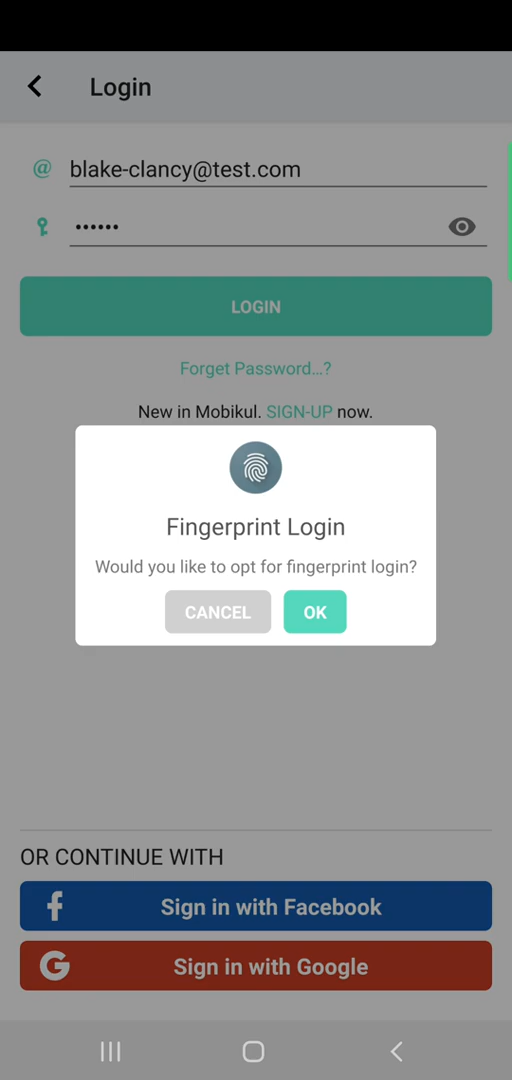 Login
@ blake-clancy@test.com
••••••
LOGIN
Forget Password...?
New in Mobikul. SIGN-UP now.
Fingerprint Login
Would you like to opt for fingerprint login?
CANCEL OK
OR CONTINUE WITH
f Sign in with Facebook
G Sign in with Google